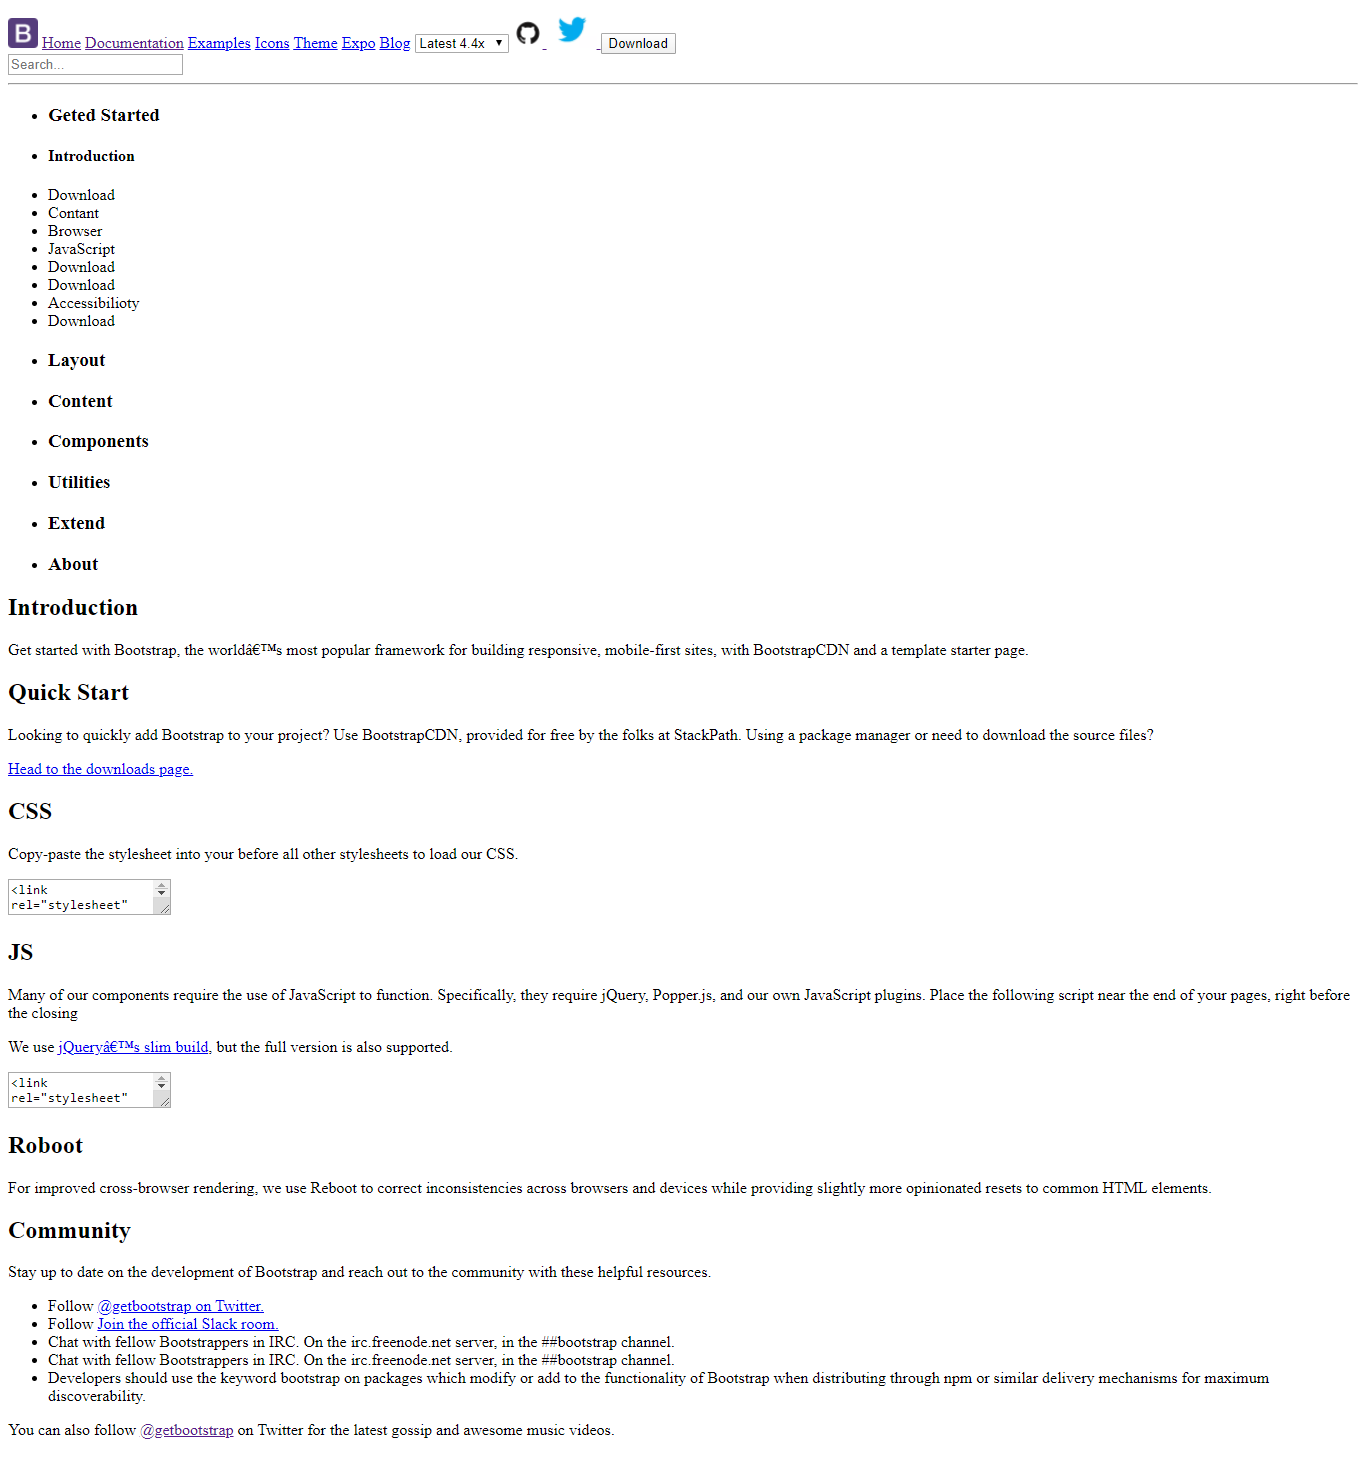 B Home Documentation Examples Icons Theme Expo Blog Latest 4.4x Download
Search...
Geted Started
Introduction
Download
Contant
Browser
JavaScript
Download
Download
Accessibilioty
Download
Layout
Content
Components
Utilities
Extend
About
Introduction
Get started with Bootstrap, the worldâ€™s most popular framework for building responsive, mobile-first sites, with BootstrapCDN and a template starter page.
Quick Start
Looking to quickly add Bootstrap to your project? Use BootstrapCDN, provided for free by the folks at StackPath. Using a package manager or need to download the source files?
Head to the downloads page.
CSS
Copy-paste the stylesheet into your before all other stylesheets to load our CSS.
<link
rel="stylesheet"
JS
Many of our components require the use of JavaScript to function. Specifically, they require jQuery, Popper.js, and our own JavaScript plugins. Place the following script near the end of your pages, right before
the closing
We use jQueryâ€™s slim build, but the full version is also supported.
<link
rel="stylesheet"
Roboot
For improved cross-browser rendering, we use Reboot to correct inconsistencies across browsers and devices while providing slightly more opinionated resets to common HTML elements.
Community
Stay up to date on the development of Bootstrap and reach out to the community with these helpful resources.
Follow @getbootstrap on Twitter.
Follow Join the official Slack room.
Chat with fellow Bootstrappers in IRC. On the irc.freenode.net server, in the ##bootstrap channel.
Chat with fellow Bootstrappers in IRC. On the irc.freenode.net server, in the ##bootstrap channel.
Developers should use the keyword bootstrap on packages which modify or add to the functionality of Bootstrap when distributing through npm or similar delivery mechanisms for maximum
discoverability.
You can also follow @getbootstrap on Twitter for the latest gossip and awesome music videos.